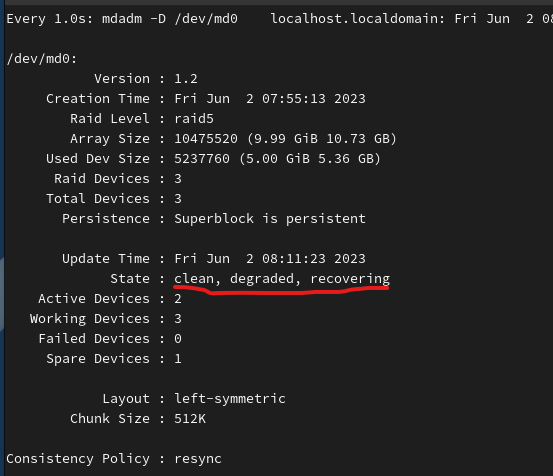 Every 1.0s: mdadm -D /dev/md0    localhost.localdomain: Fri Jun  2
/dev/md0:
Version : 1.2
Creation Time : Fri Jun  2 07:55:13 2023
Raid Level : raid5
Array Size : 10475520 (9.99 GiB 10.73 GB)
Used Dev Size : 5237760 (5.00 GiB 5.36 GB)
Raid Devices : 3
Total Devices : 3
Persistence : Superblock is persistent
Update Time : Fri Jun  2 08:11:23 2023
State : clean, degraded, recovering
Active Devices : 2
Working Devices : 3
Failed Devices : 0
Spare Devices : 1
Layout : left-symmetric
Chunk Size : 512K
Consistency Policy : resync